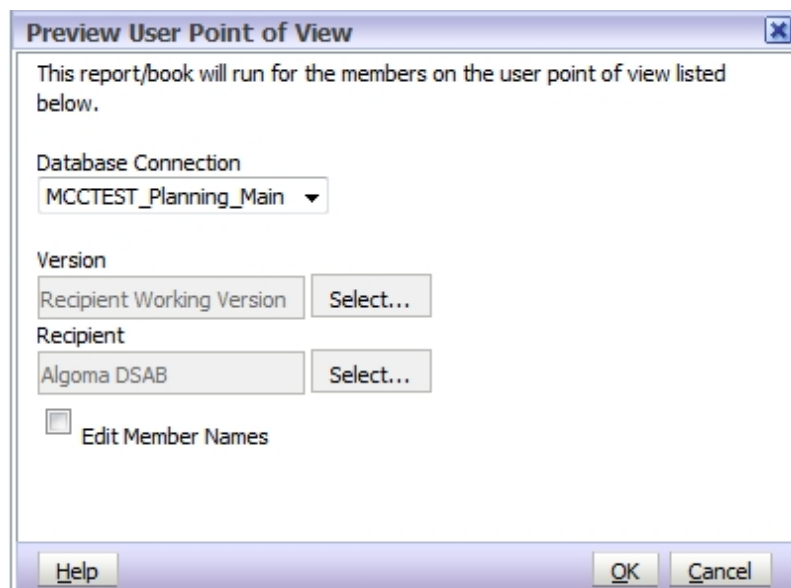 Preview User Point of View
This report/book will run for the members on the user point of view listed
below.
Database Connection
MCCTEST_Planning_Main
Version
Recipient Working Version Select...
Recipient
Algoma DSAB Select...
Edit Member Names
Help OK Cancel